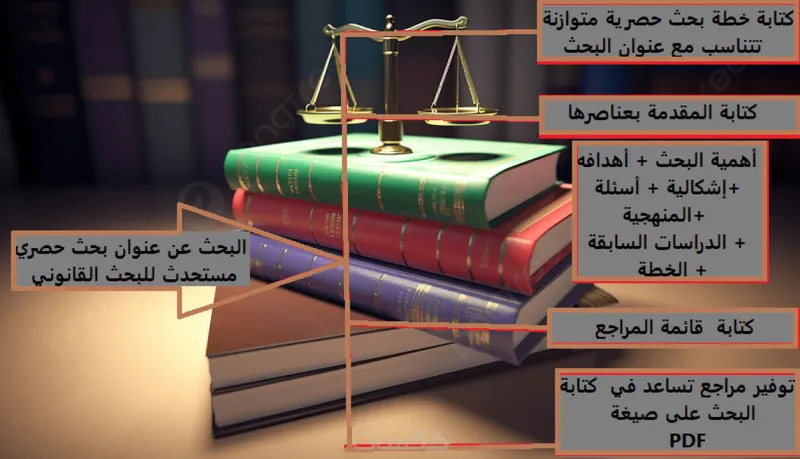 كتابة خطة بحث حصرية متوازنة
تتناسب مع عنوان البحث
كتابة المقدمة بعناصرها
أهمية البحث + أهدافه
+إشكالية + أسئلة
+المنهجية
+ الدراسات السابقة
+ الخطة
البحث عن عنوان بحث حصري
مستحدث للبحث القانوني
كتابة قائمة المراجع
توفير مراجع تساعد في كتابة
البحث على صيغة
PDF